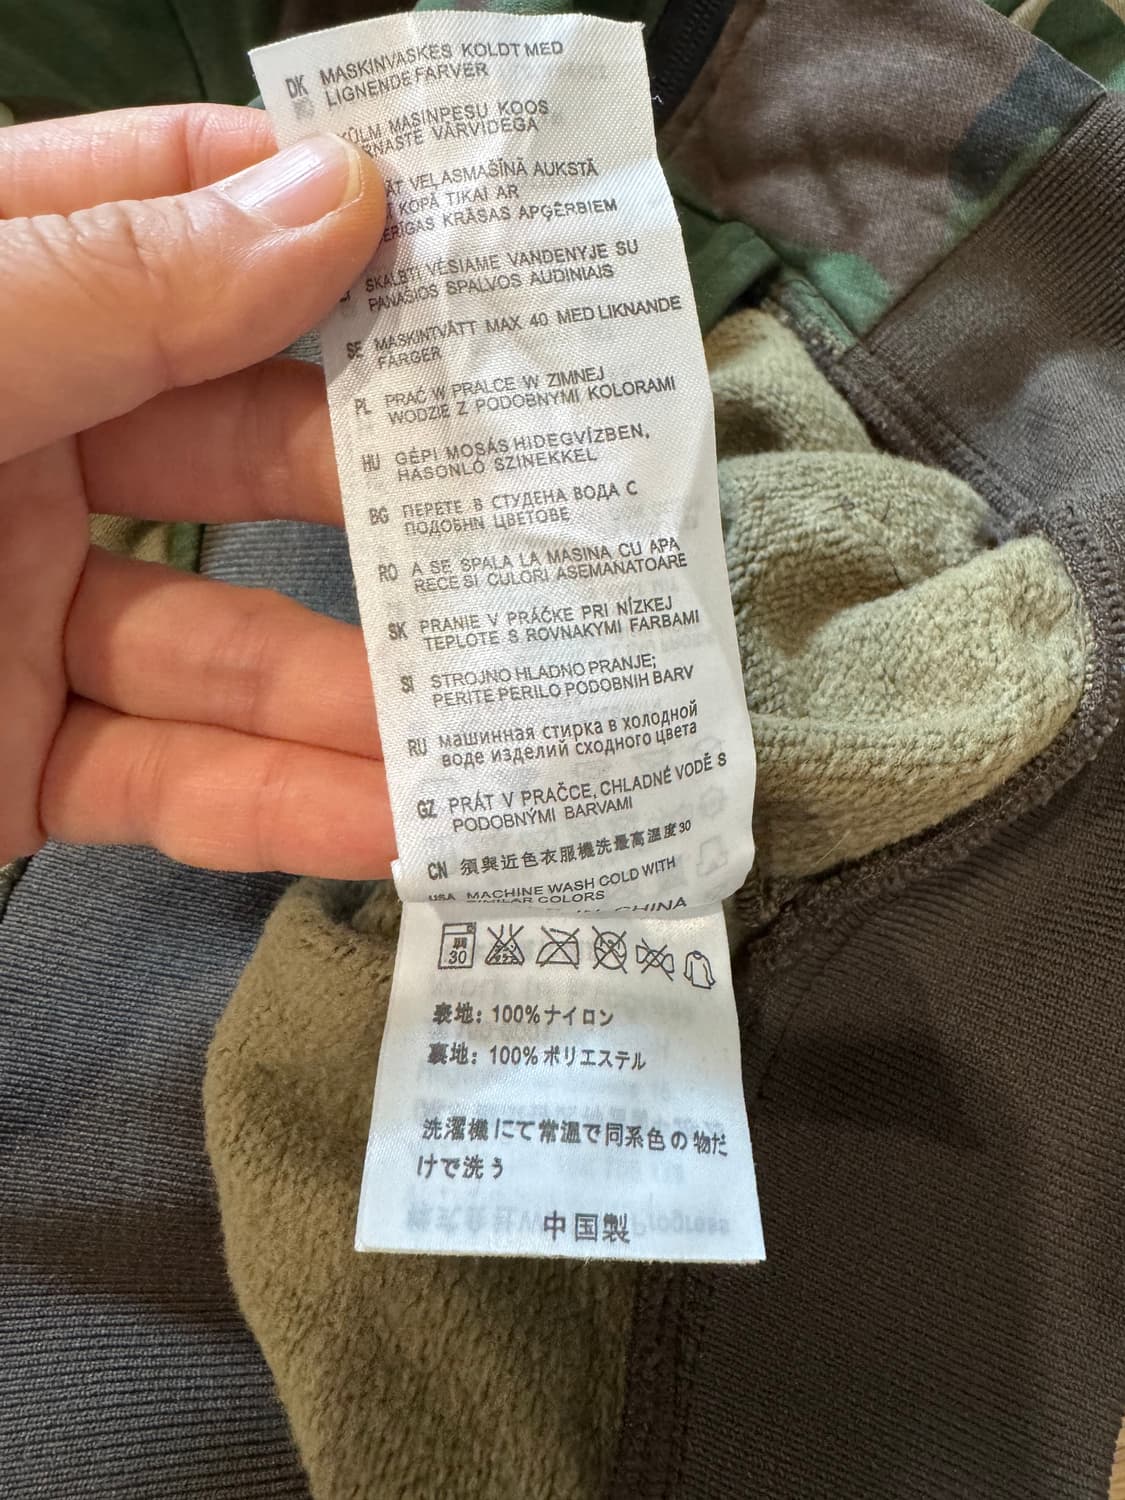 DK MASKINVASKES KOLDT MED
LIGNENDE FARVER
KÜLM MASINPESU KOOS
VÄRVIDEGA
VEĻASMAŠĪNĀ AUKSTĀ
KOPĀ TIKAI AR
KRĀSAS APĢĒRBIEM
SKALBTI VĖSIAME VANDENYJE SU
PANAŠIOS SPALVOS AUDINIAIS
SE MASKINTVÄTT MAX 40 MED LIKNANDE
FÄRGER
PL PRAĆ W PRALCE W ZIMNEJ
WODZIE Z PODOBNYMI KOLORAMI
HU GÉPI MOSÁS HIDEGVÍZBEN,
HASONLÓ SZINEKKEL
BG ПЕРЕТЕ В СТУДЕНА ВОДА С
ПОДОБНИ ЦВЕТОВЕ
RO A SE SPALA LA MASINA CU APA
RECE SI CULORI ASEMANATOARE
SK PRANIE V PRÁČKE PRI NÍZKEJ
TEPLOTE S ROVNAKYMI FARBAMI
SI STROJNO HLADNO PRANJE;
PERITE PERILO PODOBNIH BARV
RU машинная стирка в холодной
воде изделий сходного цвета
CZ PRÁT V PRAČCE, CHLADNÉ VODĚ S
PODOBNÝMI BARVAMI
CN 須與近色衣服機洗最高溫度30
USA MACHINE WASH COLD WITH
SIMILAR COLORS
CHINA
30
表地: 100%ナイロン
裏地: 100%ポリエステル
洗濯機にて常温で同系色の物だ
けで洗う
中国製